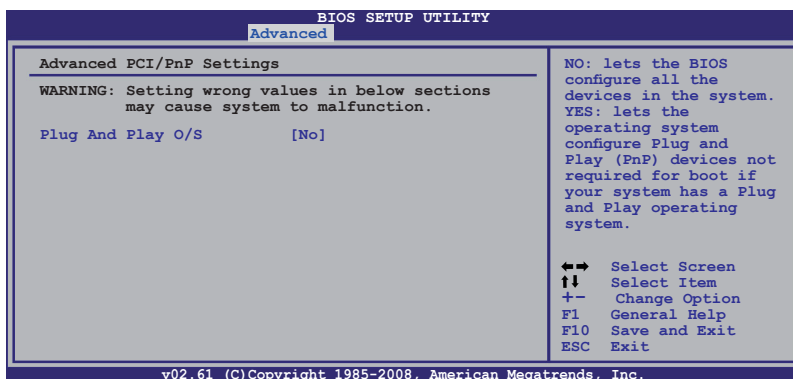 BIOS SETUP UTILITY
Advanced
Advanced PCI/PnP Settings
WARNING: Setting wrong values in below sections
may cause system to malfunction.
Plug And Play O/S [No]
NO: lets the BIOS
configure all the
devices in the system.
YES: lets the
operating system
configure Plug and
Play (PnP) devices not
required for boot if
your system has a Plug
and Play operating
system.
←→ Select Screen
↑↓ Select Item
+- Change Option
F1 General Help
F10 Save and Exit
ESC Exit
v02.61 (C)Copyright 1985-2008, American Megatrends, Inc.